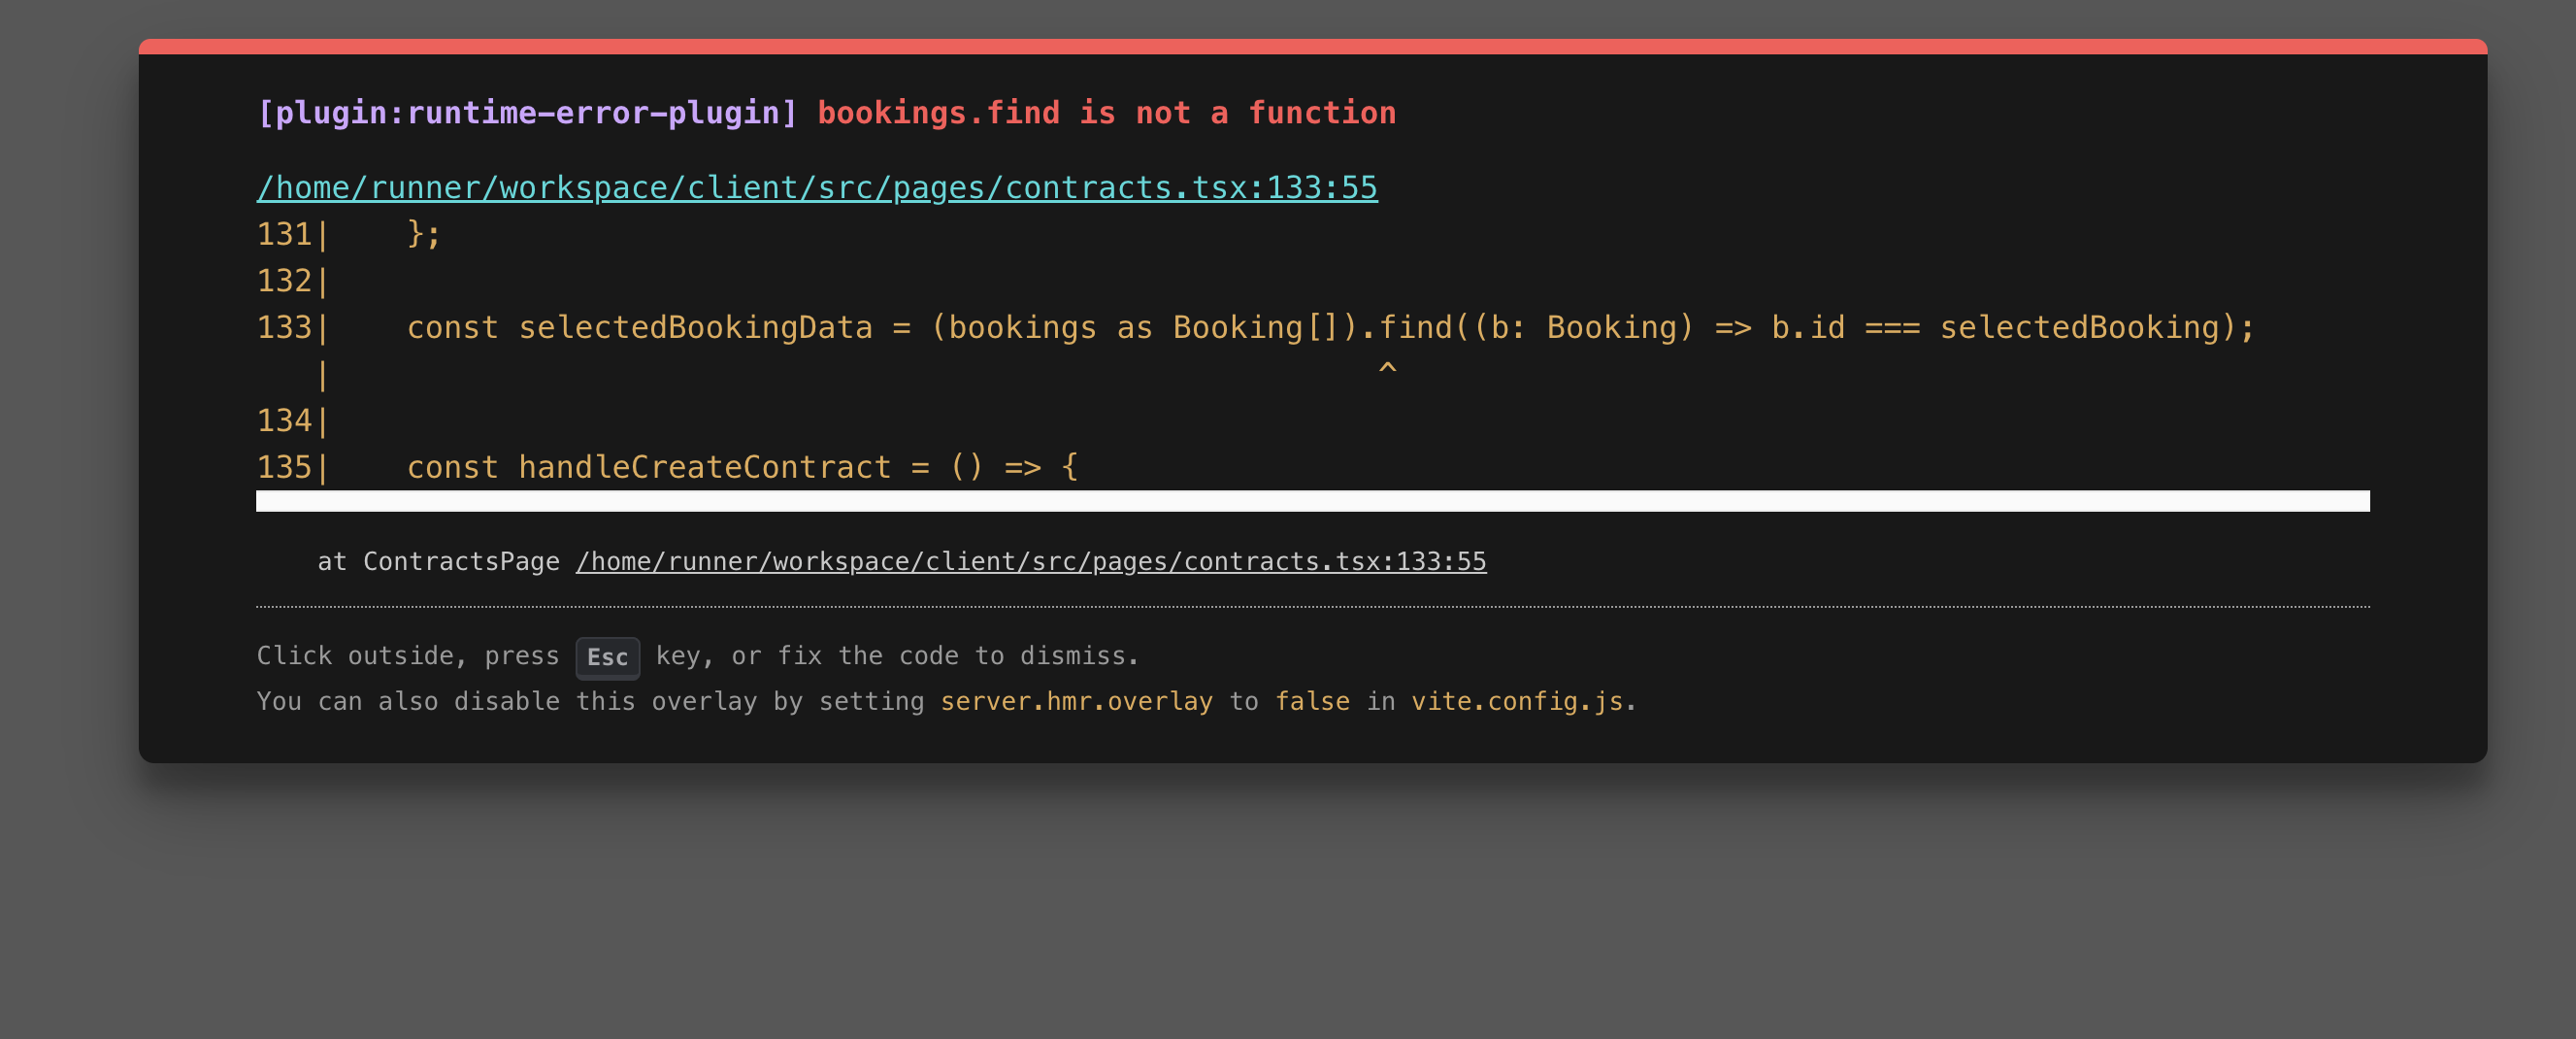 [plugin:runtime-error-plugin] bookings.find is not a function
/home/runner/workspace/client/src/pages/contracts.tsx:133:55
131|    };
132|
133|    const selectedBookingData = (bookings as Booking[]).find((b: Booking) => b.id === selectedBooking);
   |                                                        ^
134|
135|    const handleCreateContract = () => {
    at ContractsPage /home/runner/workspace/client/src/pages/contracts.tsx:133:55
Click outside, press Esc key, or fix the code to dismiss.
You can also disable this overlay by setting server.hmr.overlay to false in vite.config.js.